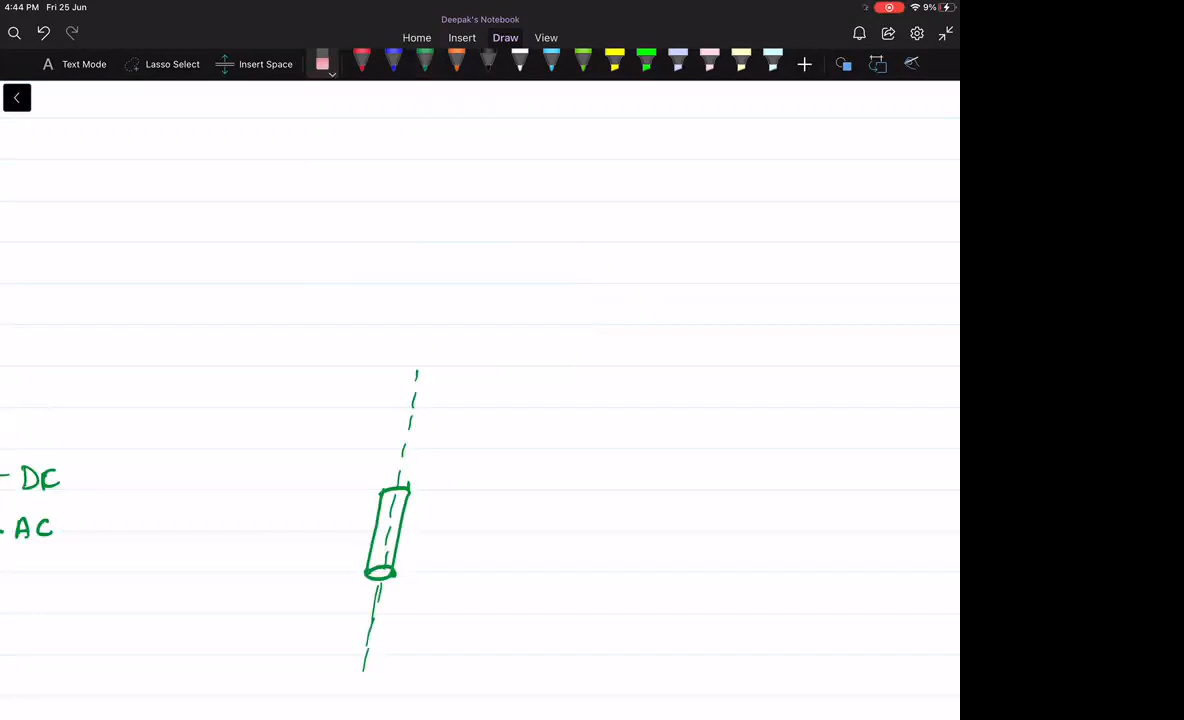 4:44 PM Fri 25 Jun
9%
Deepak's Notebook
Home Insert Draw View
A Text Mode Lasso Select Insert Space
- DC
- AC